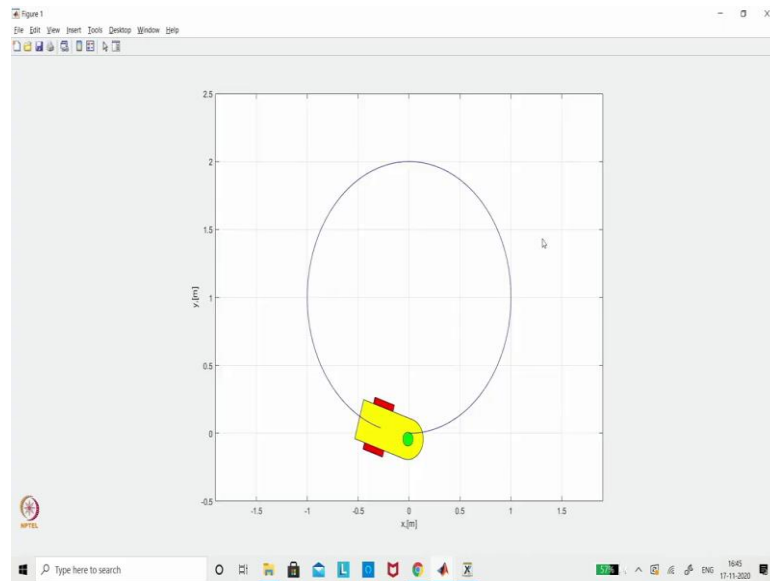 Figure 1
File Edit View Insert Tools Desktop Window Help
2.5
2
1.5
y,[m]
1
0.5
0
-0.5
-1.5 -1 -0.5 0 0.5 1 1.5
x,[m]
NPTEL
Type here to search
57% ENG 16:45
17-11-2020